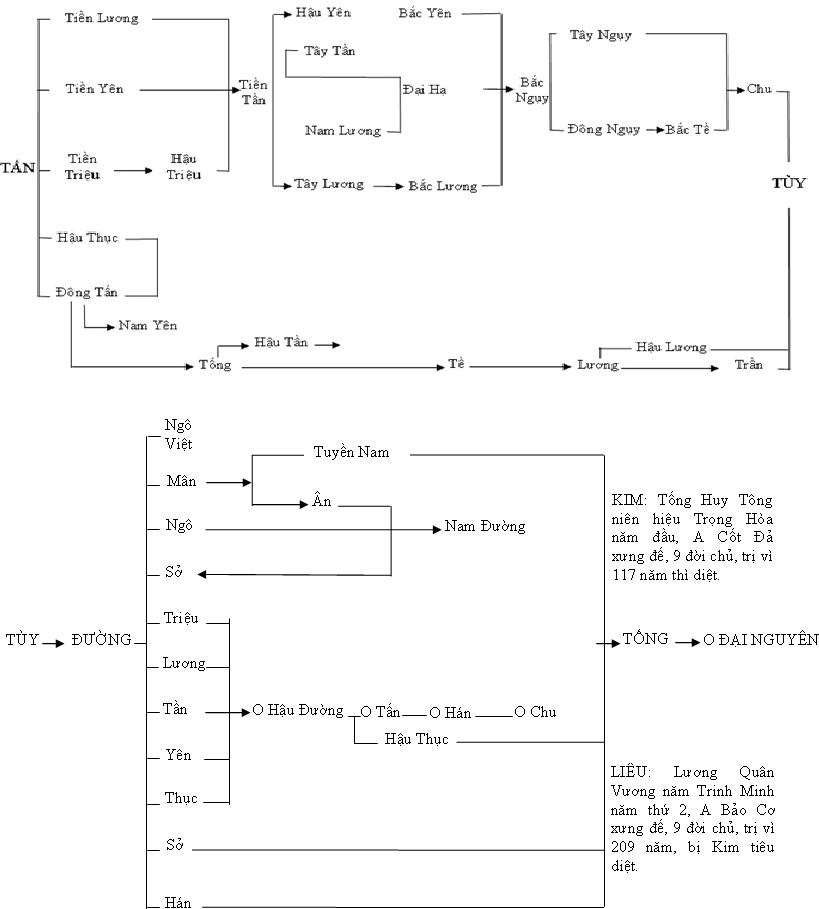 Tiền Lương
Hậu Yên
Bắc Yên
Tây Ngụy
Tây Tần
Tiền Yên
Tiền
Tần
Đại Hạ
Bắc
Ngụy
Chu
Nam Lương
Đông Ngụy
Bắc Tề
TẤN
Tiền
Triệu
Hậu
Triệu
Tây Lương
Bắc Lương
TÙY
Hậu Thục
Đông Tấn
Nam Yên
Hậu Tần
Hậu Lương
Tống
Tề
Lương
Trần
Ngô
Việt
Tuyền Nam
Mân
Ân
Ngô
Nam Đường
Sở
KIM: Tống Huy Tông
niên hiệu Trọng Hòa
năm đầu, A Cốt Đả
xưng đế, 9 đời chủ, trị vì
117 năm thì diệt.
Triệu
TÙY
ĐƯỜNG
TỐNG
O ĐẠI NGUYÊN
Lương
Tần
O Hậu Đường
O Tấn
O Hán
O Chu
Hậu Thục
Yên
Thục
LIÊU: Lương Quân
Vương năm Trinh Minh
năm thứ 2, A Bảo Cơ
xưng đế, 9 đời chủ, trị vì
209 năm, bị Kim tiêu
diệt.
Sở
Hán